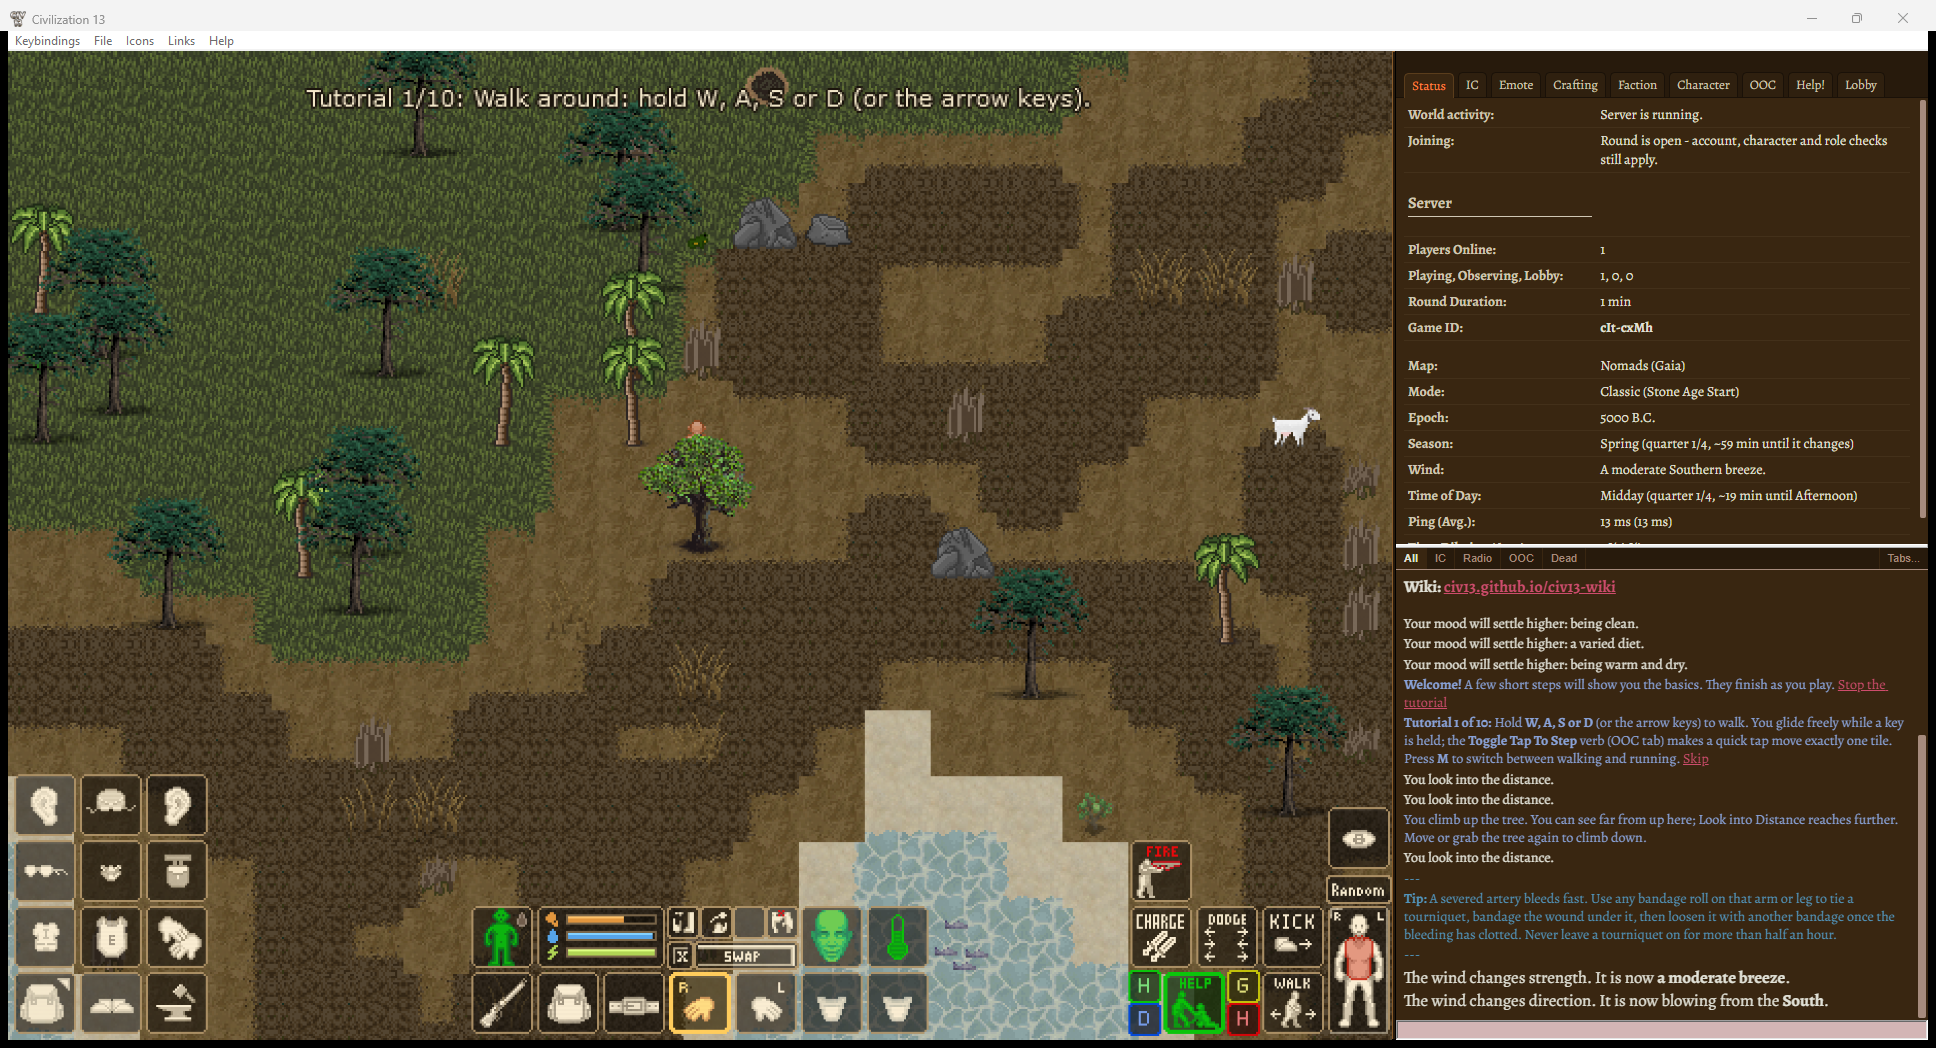 Civilization 13
Keybindings File Icons Links Help
Tutorial 1/10: Walk around: hold W, A, S or D (or the arrow keys).
Status IC Emote Crafting Faction Character OOC Help! Lobby
World activity: Server is running.
Joining: Round is open - account, character and role checks
still apply.
Server
Players Online: 1
Playing, Observing, Lobby: 1, 0, 0
Round Duration: 1 min
Game ID: cIt-cxMh
Map: Nomads (Gaia)
Mode: Classic (Stone Age Start)
Epoch: 5000 B.C.
Season: Spring (quarter 1/4, ~59 min until it changes)
Wind: A moderate Southern breeze.
Time of Day: Midday (quarter 1/4, ~19 min until Afternoon)
Ping (Avg.): 13 ms (13 ms)
All IC Radio OOC Dead Tabs...
Wiki: civ13.github.io/civ13-wiki
Your mood will settle higher: being clean.
Your mood will settle higher: a varied diet.
Your mood will settle higher: being warm and dry.
Welcome! A few short steps will show you the basics. They finish as you play. Stop the
tutorial
Tutorial 1 of 10: Hold W, A, S or D (or the arrow keys) to walk. You glide freely while a key
is held; the Toggle Tap To Step verb (OOC tab) makes a quick tap move exactly one tile.
Press M to switch between walking and running. Skip
You look into the distance.
You look into the distance.
You climb up the tree. You can see far from up here; Look into Distance reaches further.
Move or grab the tree again to climb down.
You look into the distance.
---
Tip: A severed artery bleeds fast. Use any bandage roll on that arm or leg to tie a
tourniquet, bandage the wound under it, then loosen it with another bandage once the
bleeding has clotted. Never leave a tourniquet on for more than half an hour.
---
The wind changes strength. It is now a moderate breeze.
The wind changes direction. It is now blowing from the South.
FIRE
RANDOM
CHARGE DODGE KICK
R L
E
X SWAP
R L
H HELP G WALK
D H